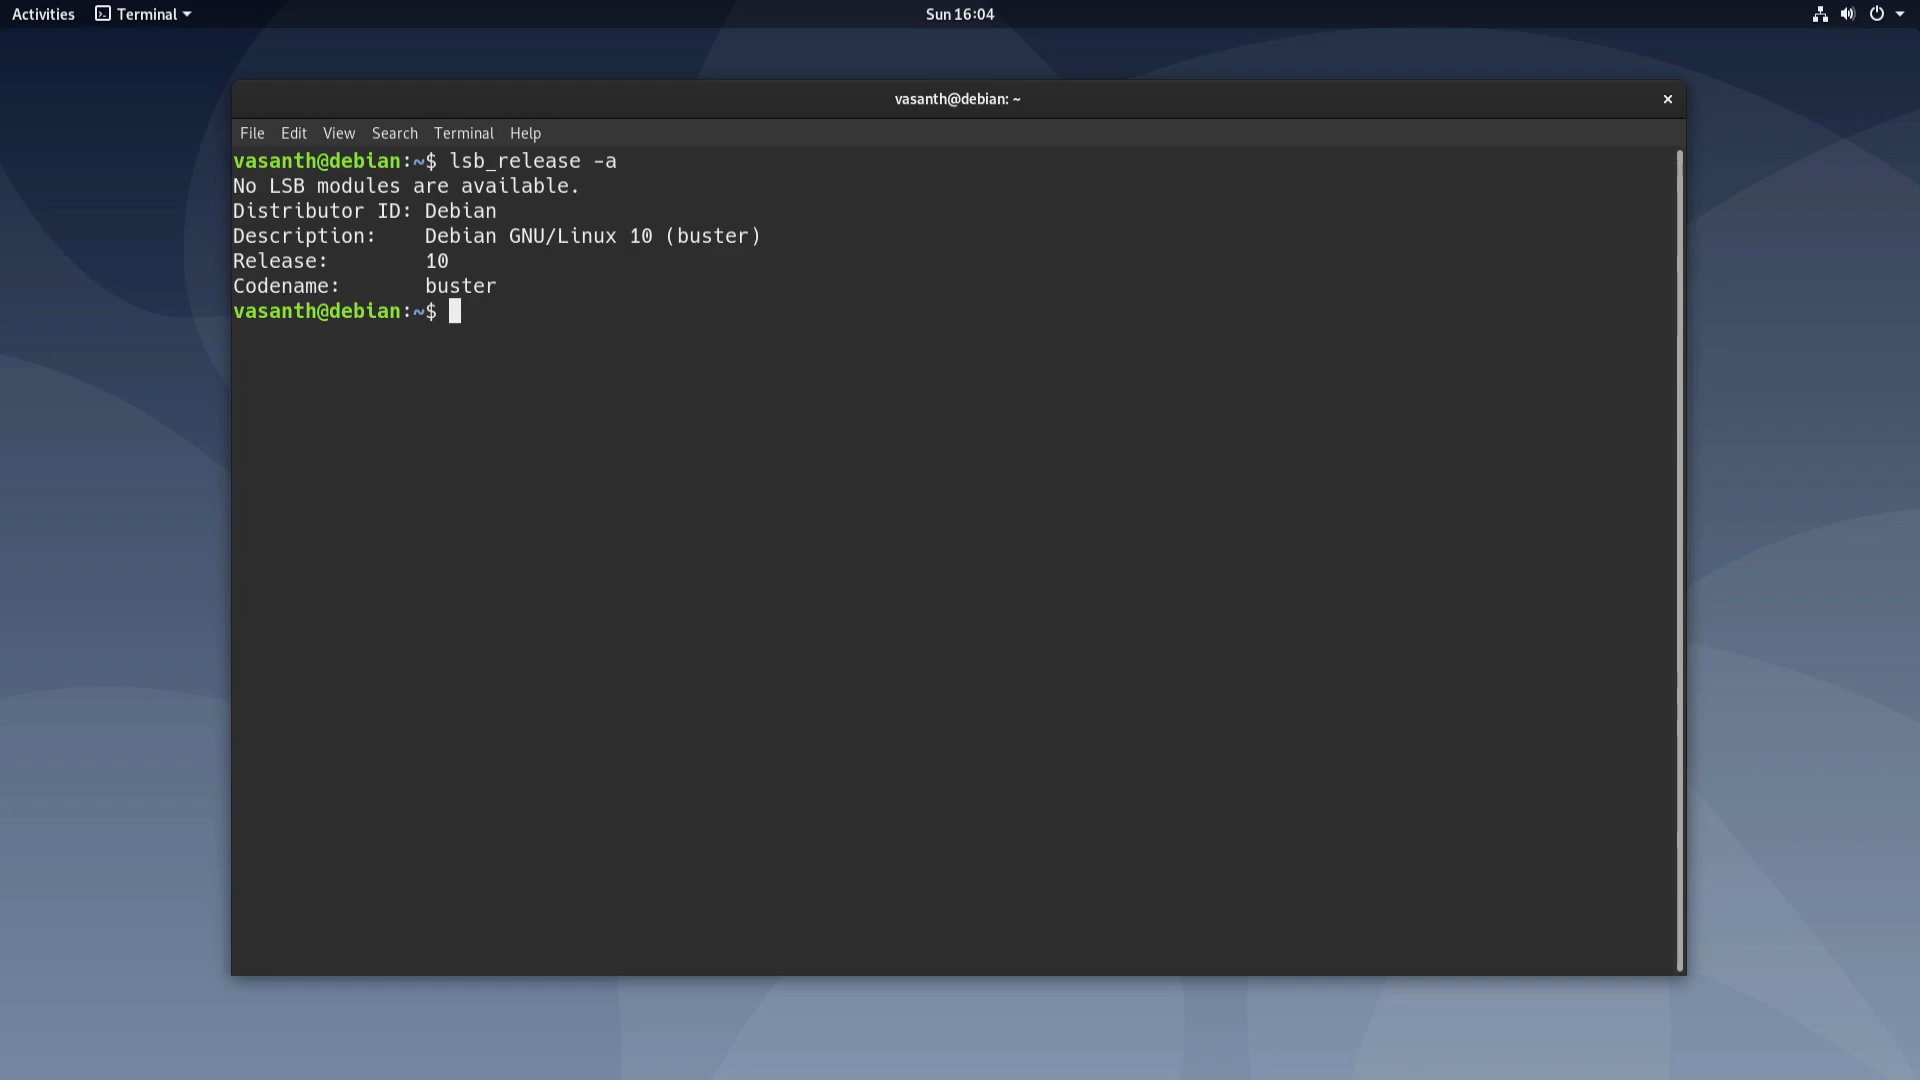 Activities Terminal Sun 16:04
vasanth@debian: ~
File Edit View Search Terminal Help
vasanth@debian:~$ lsb_release -a
No LSB modules are available.
Distributor ID: Debian
Description:    Debian GNU/Linux 10 (buster)
Release:        10
Codename:       buster
vasanth@debian:~$